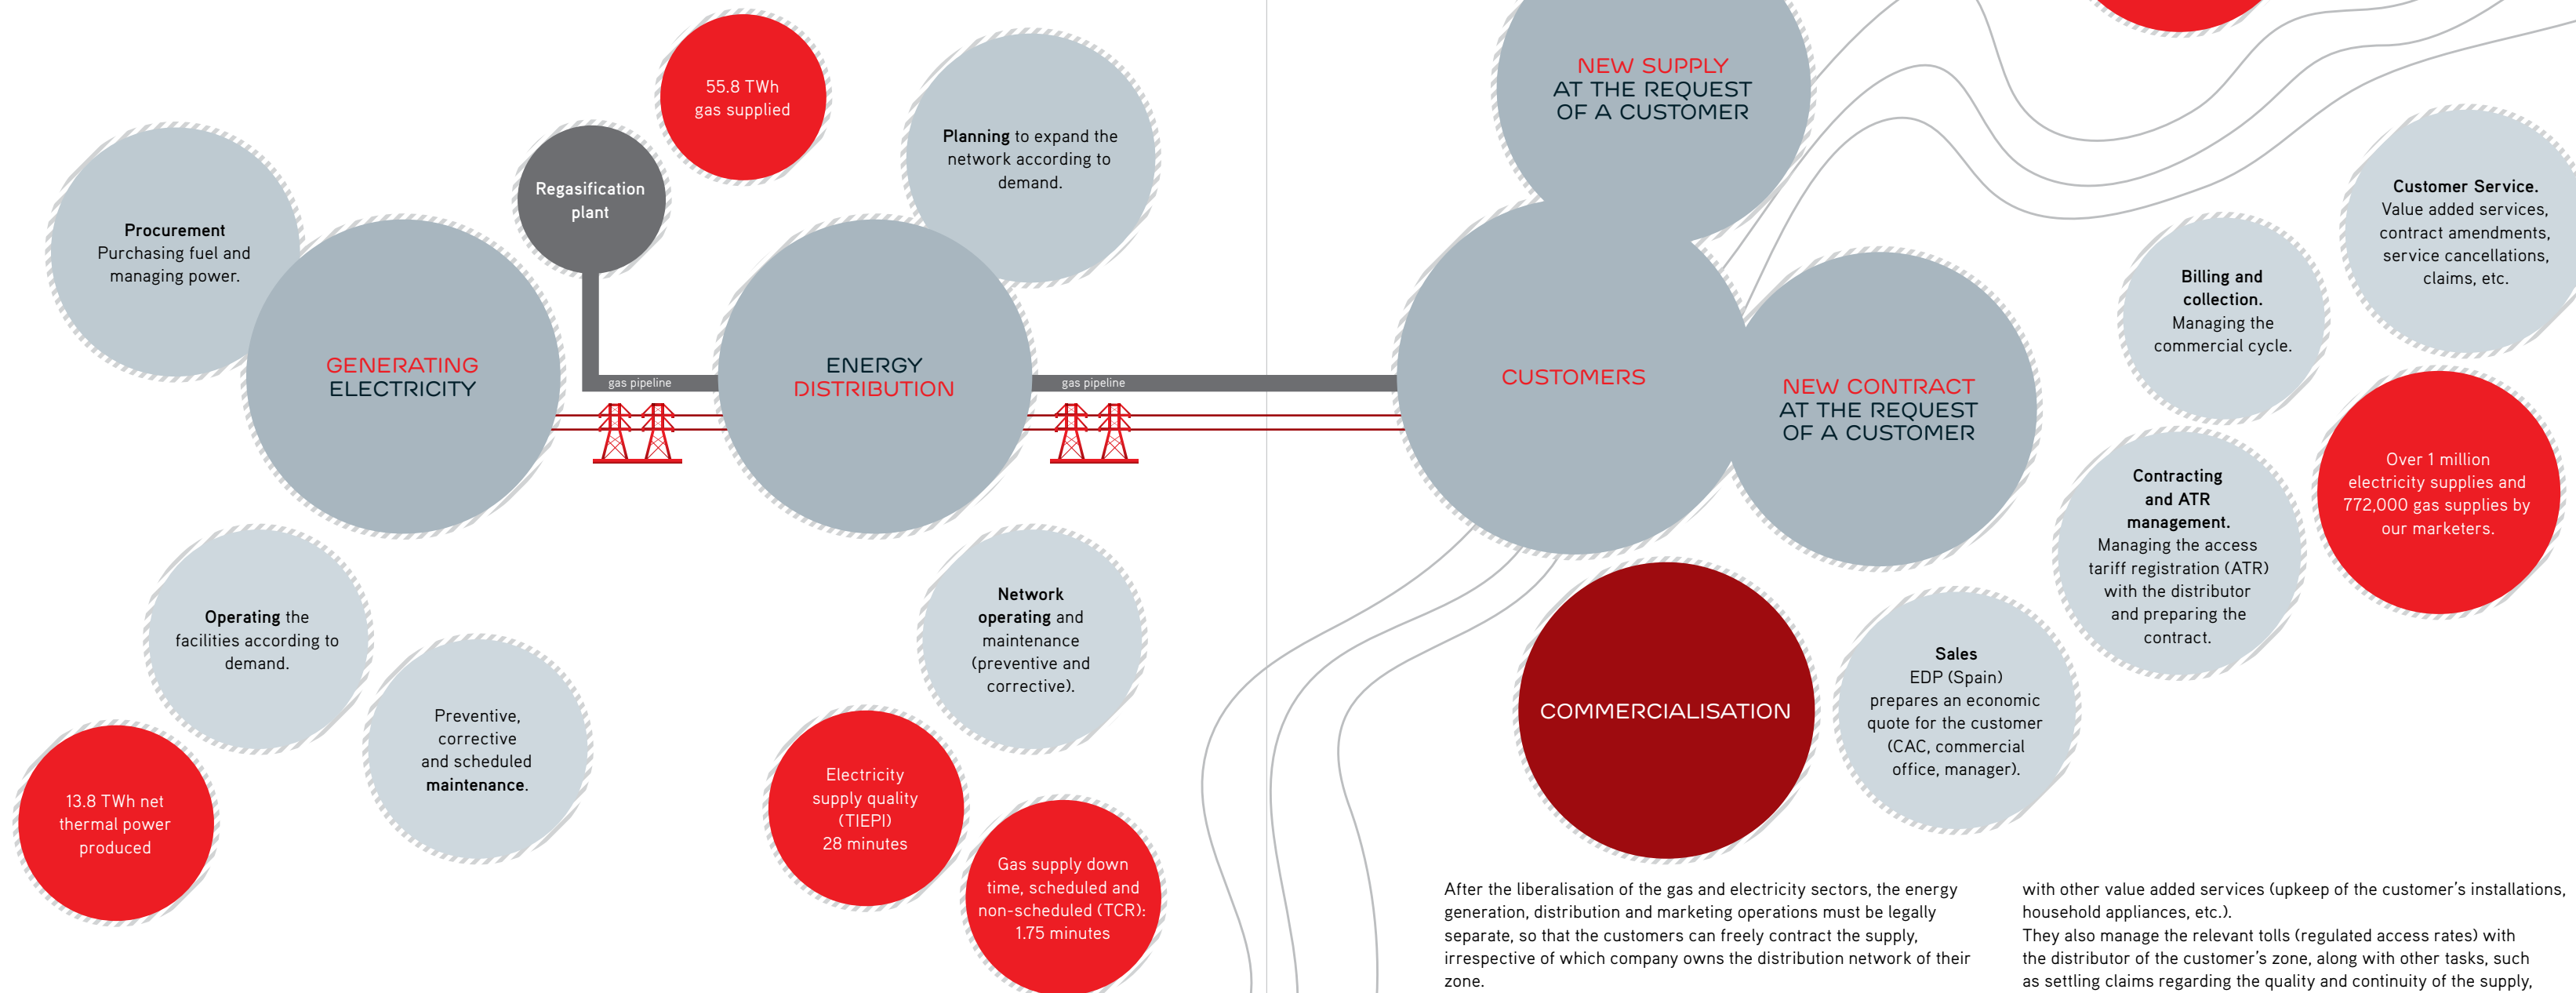 55.8 TWh
gas supplied
Regasification
plant
Planning to expand the
network according to
demand.
Procurement
Purchasing fuel and
managing power.
GENERATING
ELECTRICITY
gas pipeline
ENERGY
DISTRIBUTION
gas pipeline
Operating the
facilities according to
demand.
Preventive,
corrective
and scheduled
maintenance.
13.8 TWh net
thermal power
produced
Network
operating and
maintenance
(preventive and
corrective).
Electricity
supply quality
(TIEPI)
28 minutes
Gas supply down
time, scheduled and
non-scheduled (TCR):
1.75 minutes
NEW SUPPLY
AT THE REQUEST
OF A CUSTOMER
CUSTOMERS
NEW CONTRACT
AT THE REQUEST
OF A CUSTOMER
Customer Service.
Value added services,
contract amendments,
service cancellations,
claims, etc.
Billing and
collection.
Managing the
commercial cycle.
Over 1 million
electricity supplies and
772,000 gas supplies by
our marketers.
Contracting
and ATR
management.
Managing the access
tariff registration (ATR)
with the distributor
and preparing the
contract.
COMMERCIALISATION
Sales
EDP (Spain)
prepares an economic
quote for the customer
(CAC, commercial
office, manager).
After the liberalisation of the gas and electricity sectors, the energy
generation, distribution and marketing operations must be legally
separate, so that the customers can freely contract the supply,
irrespective of which company owns the distribution network of their
zone.
with other value added services (upkeep of the customer's installations,
household appliances, etc.).
They also manage the relevant tolls (regulated access rates) with
the distributor of the customer's zone, along with other tasks, such
as settling claims regarding the quality and continuity of the supply,